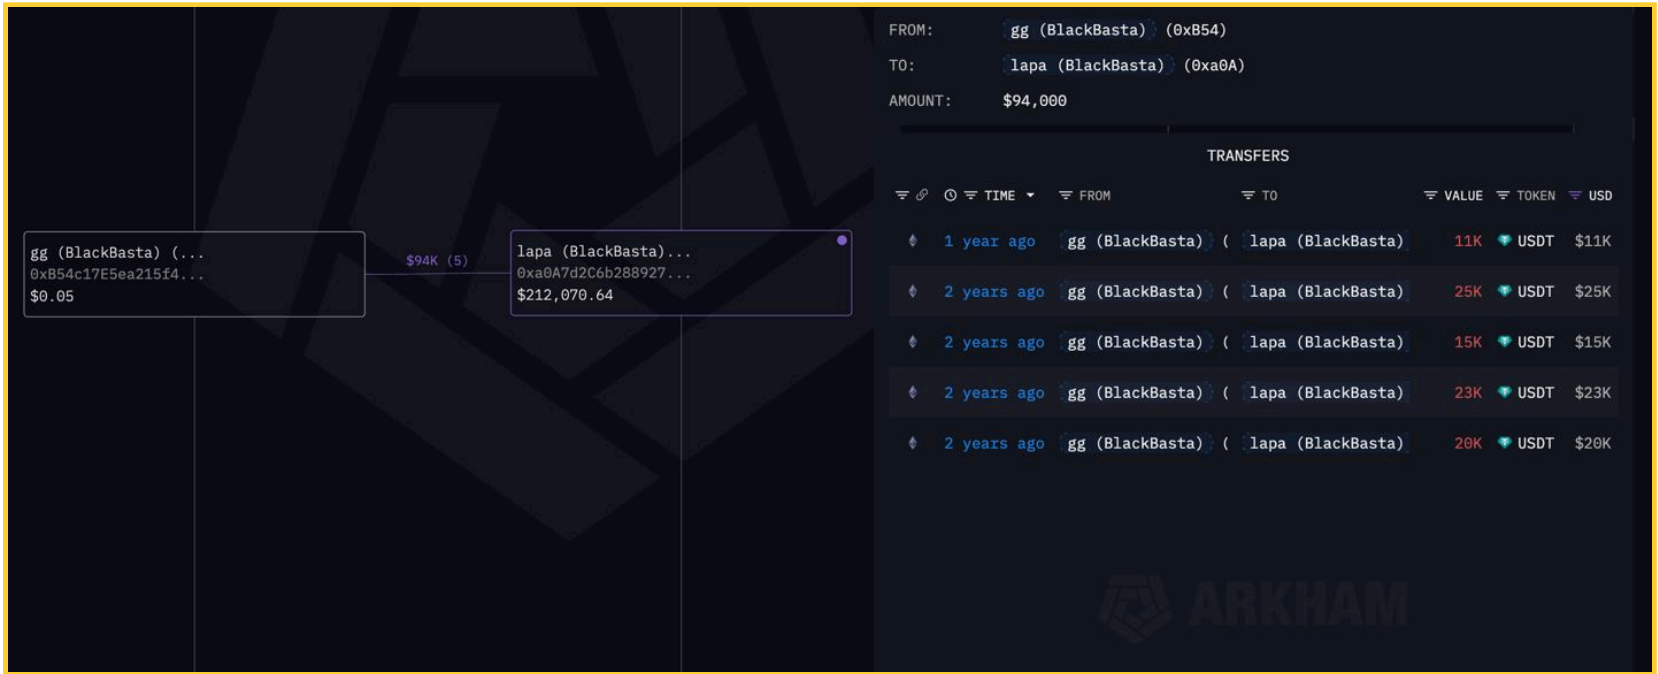 gg (BlackBasta) (...
0xB54c17E5ea215f4...
$0.05
$94K (5)
lapa (BlackBasta)...
0xa0A7d2C6b288927...
$212,070.64
FROM: gg (BlackBasta) (0xB54)
TO: lapa (BlackBasta) (0xa0A)
AMOUNT: $94,000
TRANSFERS
TIME FROM TO VALUE TOKEN USD
1 year ago gg (BlackBasta) ( lapa (BlackBasta) 11K USDT $11K
2 years ago gg (BlackBasta) ( lapa (BlackBasta) 25K USDT $25K
2 years ago gg (BlackBasta) ( lapa (BlackBasta) 15K USDT $15K
2 years ago gg (BlackBasta) ( lapa (BlackBasta) 23K USDT $23K
2 years ago gg (BlackBasta) ( lapa (BlackBasta) 20K USDT $20K
ARKHAM